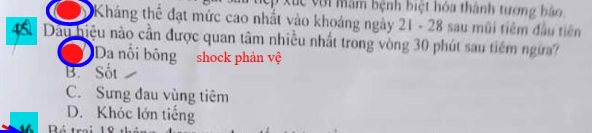 xúc với mầm bệnh biệt hóa thành tương bào.
Kháng thể đạt mức cao nhất vào khoảng ngày 21 - 28 sau mũi tiêm đầu tiên
45. Dấu hiệu nào cần được quan tâm nhiều nhất trong vòng 30 phút sau tiêm ngừa?
Da nổi bông shock phản vệ
B. Sốt
C. Sưng đau vùng tiêm
D. Khóc lớn tiếng
46 Bé trai 18 tháng